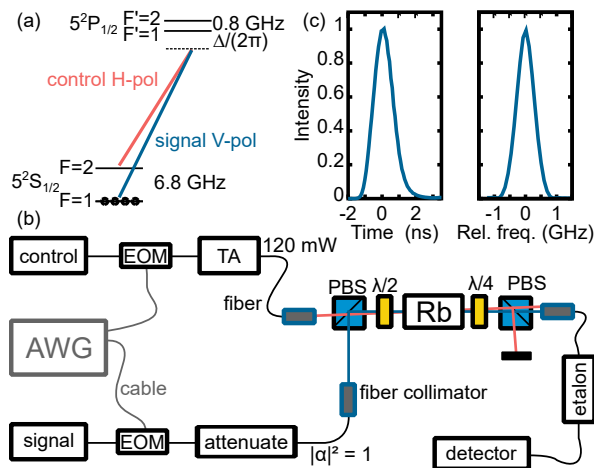 (a)
5²P₁/₂
F'=2
F'=1
0.8 GHz
Δ/(2π)
control H-pol
signal V-pol
F=2
5²S₁/₂
F=1
6.8 GHz
(c)
Intensity
1
0.8
0.6
0.4
0.2
0
-2 0 2
Time (ns)
-1 0 1
Rel. freq. (GHz)
(b)
control
EOM
TA
120 mW
fiber
PBS
λ/2
Rb
λ/4
PBS
AWG
cable
fiber collimator
etalon
signal
EOM
attenuate
|α|² = 1
detector